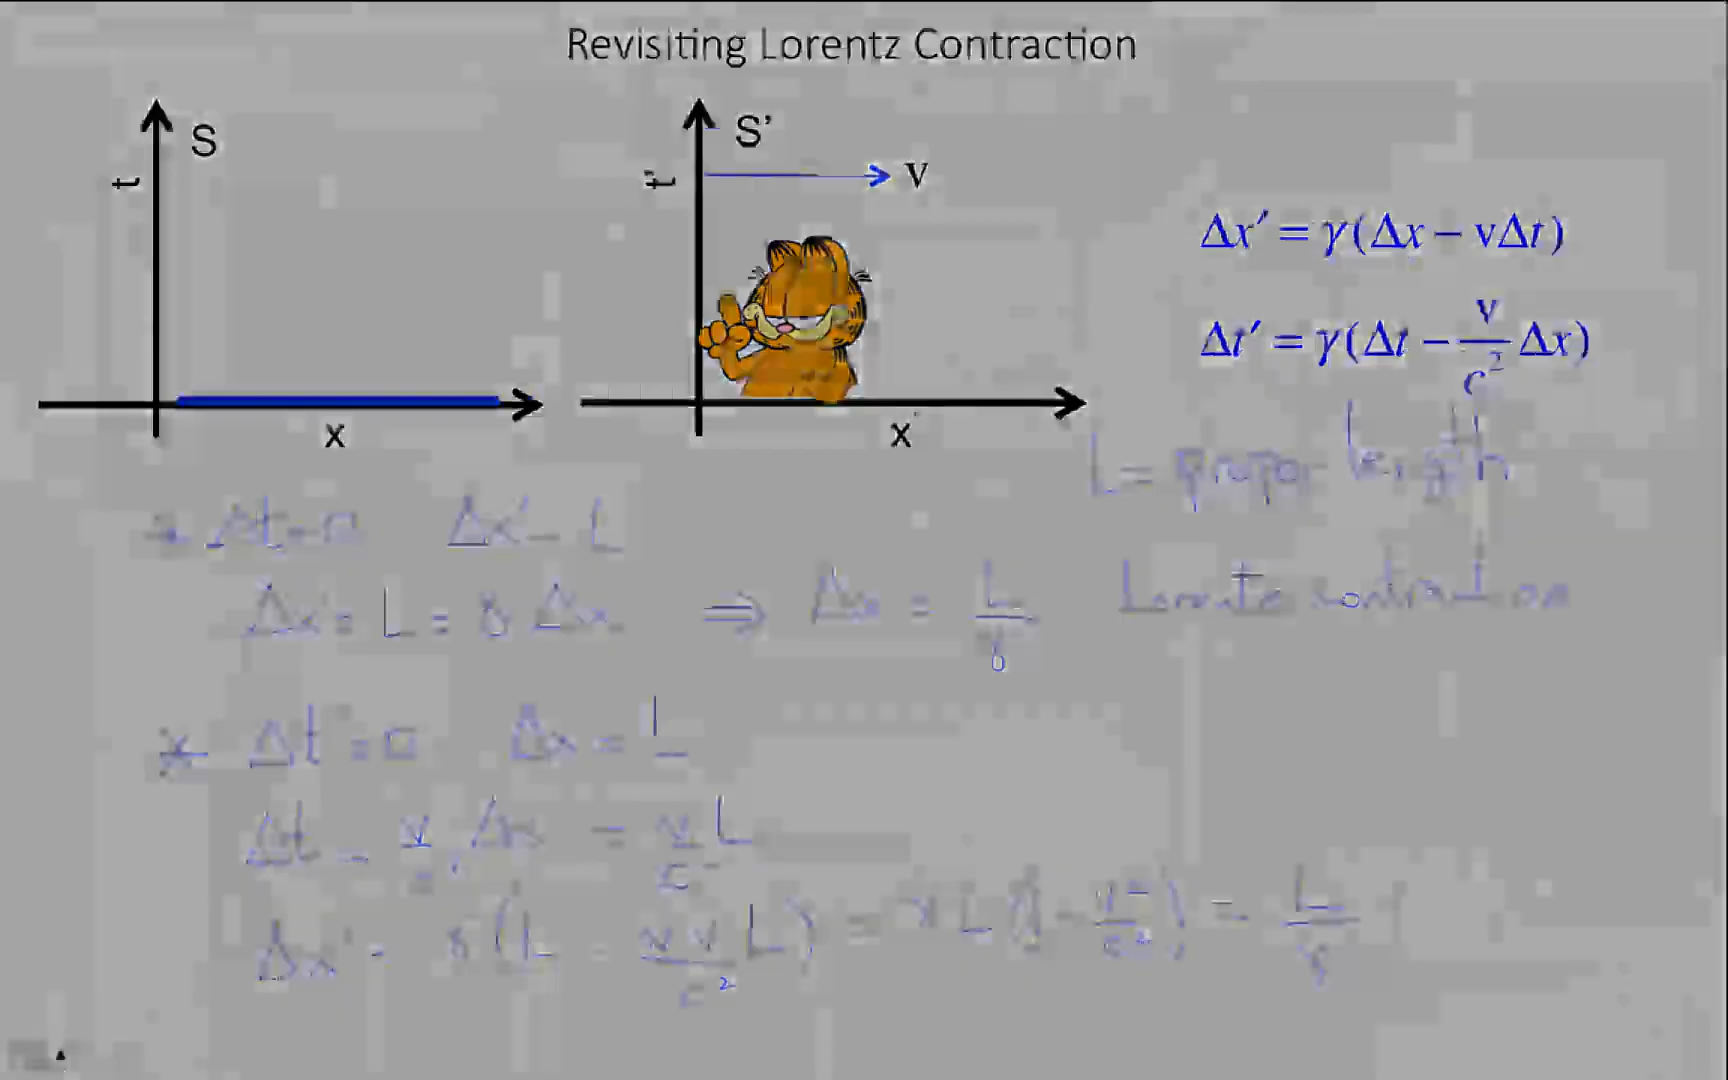 Revisiting Lorentz Contraction
S
t
x
S'
t'
v
x'
Δx′ = γ(Δx − vΔt)
Δt′ = γ(Δt − v/c² Δx)
L = proper length
* Δt = 0 Δx' = L
Δx' = L = γ Δx ⇒ Δx = L/γ Lorentz contraction
* Δt' = 0 Δx = L
Δt = v/c² Δx = v/c² L
Δx' = γ(L - v v/c² L) = γ L (1 - v²/c²) = L/γ